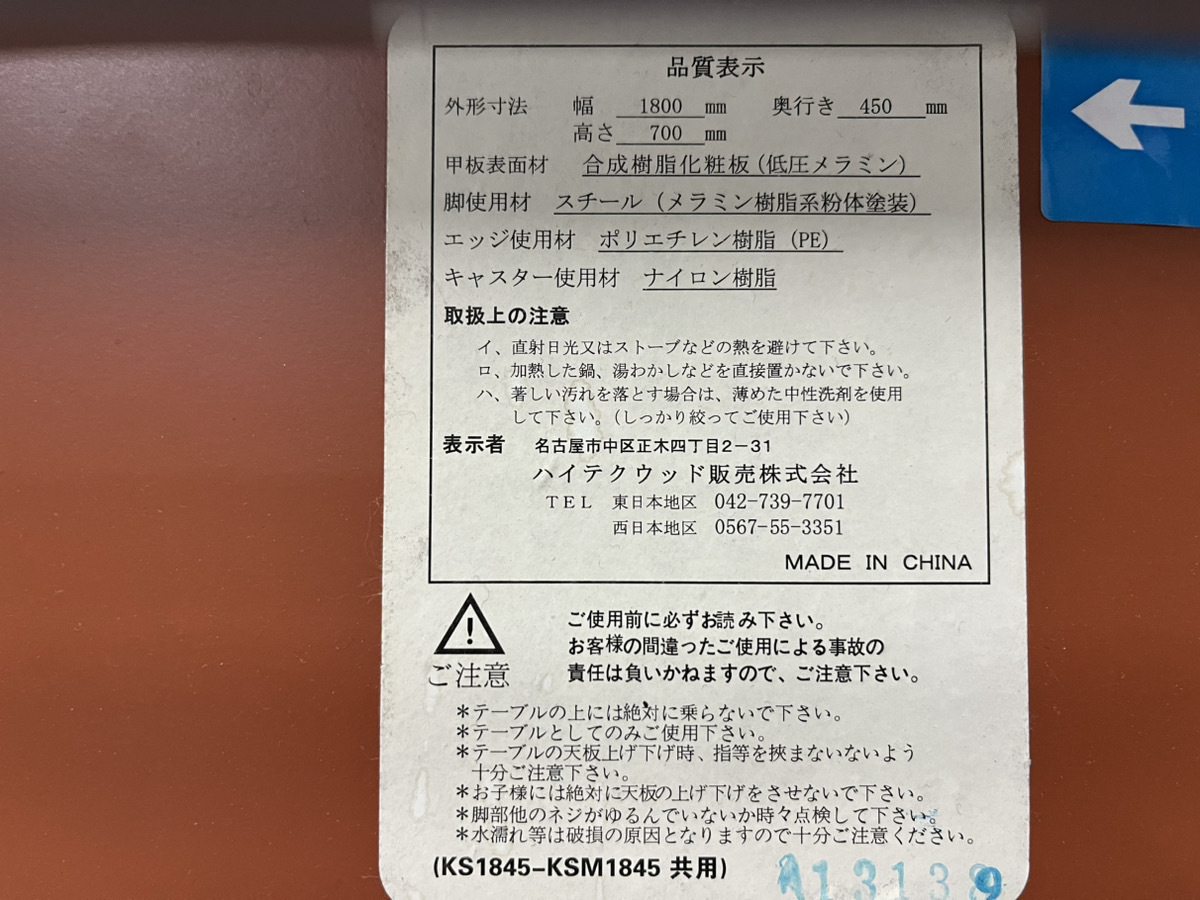 品質表示
外形寸法 幅 1800 mm 奥行き 450 mm
高さ 700 mm
甲板表面材 合成樹脂化粧板(低圧メラミン)
脚使用材 スチール(メラミン樹脂系粉体塗装)
エッジ使用材 ポリエチレン樹脂(PE)
キャスター使用材 ナイロン樹脂
取扱上の注意
イ、直射日光又はストーブなどの熱を避けて下さい。
ロ、加熱した鍋、湯わかしなどを直接置かないで下さい。
ハ、著しい汚れを落とす場合は、薄めた中性洗剤を使用
して下さい。(しっかり絞ってご使用下さい)
表示者 名古屋市中区正木四丁目2−31
ハイテクウッド販売株式会社
TEL 東日本地区 042-739-7701
西日本地区 0567-55-3351
MADE IN CHINA
ご使用前に必ずお読み下さい。
お客様の間違ったご使用による事故の
責任は負いかねますので、ご注意下さい。
ご注意
*テーブルの上には絶対に乗らないで下さい。
*テーブルとしてのみご使用下さい。
*テーブルの天板上げ下げ時、指等を挟まないないよう
十分ご注意下さい。
*お子様には絶対に天板の上げ下げをさせないで下さい。
*脚部他のネジがゆるんでいないか時々点検して下さい。
*水濡れ等は破損の原因となりますので十分ご注意ください。
(KS1845−KSM1845 共用)